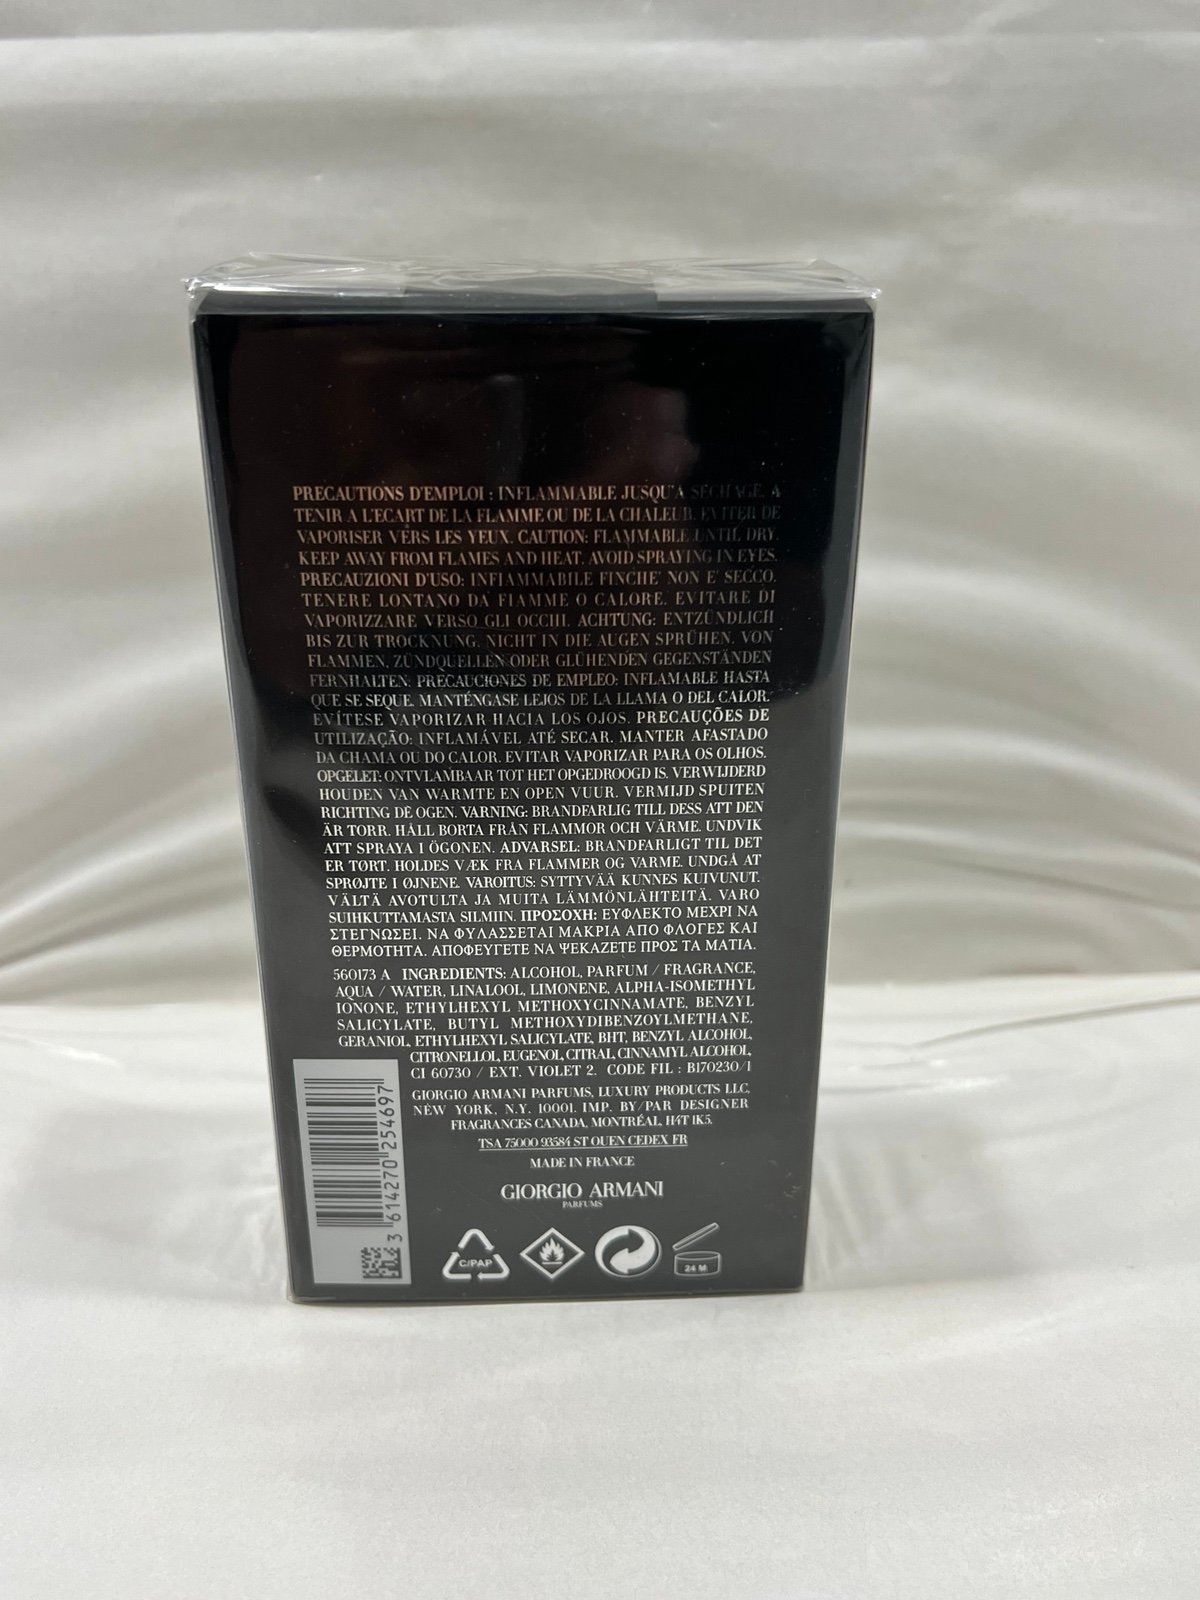 PRECAUTIONS D'EMPLOI : INFLAMMABLE JUSQU'A SECHAGE. A
TENIR A L'ECART DE LA FLAMME OU DE LA CHALEUR. EVITER DE
VAPORISER VERS LES YEUX. CAUTION: FLAMMABLE UNTIL DRY.
KEEP AWAY FROM FLAMES AND HEAT. AVOID SPRAYING IN EYES.
PRECAUZIONI D'USO: INFIAMMABILE FINCHE' NON E' SECCO.
TENERE LONTANO DA FIAMME O CALORE. EVITARE DI
VAPORIZZARE VERSO GLI OCCHI. ACHTUNG: ENTZÜNDLICH
BIS ZUR TROCKNUNG. NICHT IN DIE AUGEN SPRÜHEN. VON
FLAMMEN, ZÜNDQUELLEN ODER GLÜHENDEN GEGENSTÄNDEN
FERNHALTEN. PRECAUCIONES DE EMPLEO: INFLAMABLE HASTA
QUE SE SEQUE. MANTÉNGASE LEJOS DE LA LLAMA O DEL CALOR.
EVÍTESE VAPORIZAR HACIA LOS OJOS. PRECAUÇÕES DE
UTILIZAÇÃO: INFLAMÁVEL ATÉ SECAR. MANTER AFASTADO
DA CHAMA OU DO CALOR. EVITAR VAPORIZAR PARA OS OLHOS.
OPGELET: ONTVLAMBAAR TOT HET OPGEDROOGD IS. VERWIJDERD
HOUDEN VAN WARMTE EN OPEN VUUR. VERMIJD SPUITEN
RICHTING DE OGEN. VARNING: BRANDFARLIG TILL DESS ATT DEN
ÄR TORR. HÅLL BORTA FRÅN FLAMMOR OCH VÄRME. UNDVIK
ATT SPRAYA I ÖGONEN. ADVARSEL: BRANDFARLIGT TIL DET
ER TØRT. HOLDES VÆK FRA FLAMMER OG VARME. UNDGÅ AT
SPRØJTE I ØJNENE. VAROITUS: SYTTYVÄÄ KUNNES KUIVUNUT.
VÄLTÄ AVOTULTA JA MUITA LÄMMÖNLÄHTEITÄ. VARO
SUIHKUTTAMASTA SILMIIN. ΠΡΟΣΟΧΗ: ΕΥΦΛΕΚΤΟ ΜΕΧΡΙ ΝΑ
ΣΤΕΓΝΩΣΕΙ. ΝΑ ΦΥΛΑΣΣΕΤΑΙ ΜΑΚΡΙΑ ΑΠΟ ΦΛΟΓΕΣ ΚΑΙ
ΘΕΡΜΟΤΗΤΑ. ΑΠΟΦΕΥΓΕΤΕ ΝΑ ΨΕΚΑΖΕΤΕ ΠΡΟΣ ΤΑ ΜΑΤΙΑ.
560173 A INGREDIENTS: ALCOHOL, PARFUM / FRAGRANCE,
AQUA / WATER, LINALOOL, LIMONENE, ALPHA-ISOMETHYL
IONONE, ETHYLHEXYL METHOXYCINNAMATE, BENZYL
SALICYLATE, BUTYL METHOXYDIBENZOYLMETHANE,
GERANIOL, ETHYLHEXYL SALICYLATE, BHT, BENZYL ALCOHOL,
CITRONELLOL, EUGENOL, CITRAL, CINNAMYL ALCOHOL,
CI 60730 / EXT. VIOLET 2. CODE FIL : B170230/1
GIORGIO ARMANI PARFUMS, LUXURY PRODUCTS LLC,
NEW YORK, N.Y. 10001. IMP. BY/PAR DESIGNER
FRAGRANCES CANADA, MONTRÉAL, H4T 1K5.
TSA 75000 93584 ST OUEN CEDEX FR
MADE IN FRANCE
GIORGIO ARMANI
PARFUMS
3 614270 254697
C/PAP
24 M